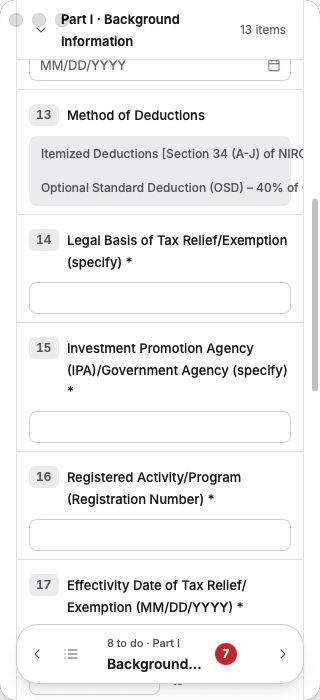 Part I · Background
Information
13 items
MM/DD/YYYY
13 Method of Deductions
Itemized Deductions [Section 34 (A-J) of NIRC
Optional Standard Deduction (OSD) – 40% of
14 Legal Basis of Tax Relief/Exemption
(specify) *
15 Investment Promotion Agency
(IPA)/Government Agency (specify)
*
16 Registered Activity/Program
(Registration Number) *
17 Effectivity Date of Tax Relief/
Exemption (MM/DD/YYYY) *
8 to do · Part I
Background...
7